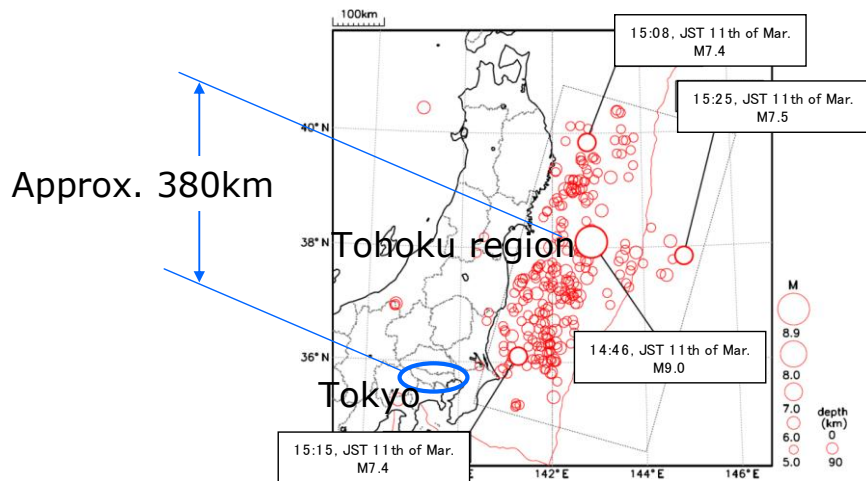 100km
15:08, JST 11th of Mar.
M7.4
15:25, JST 11th of Mar.
M7.5
40°N
Approx. 380km
38°N
Tohoku region
M
8.9
14:46, JST 11th of Mar.
M9.0
36°N
8.0
Tokyo
7.0
depth
(km)
6.0
0
5.0
90
15:15, JST 11th of Mar.
M7.4
142°E
144°E
146°E